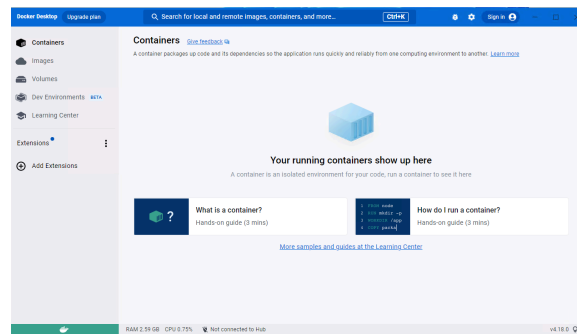 Docker Desktop Upgrade plan Search for local and remote images, containers, and more... Ctrl+K Sign in
Containers
Images
Volumes
Dev Environments BETA
Learning Center
Extensions
Add Extensions
Containers Give feedback
A container packages up code and its dependencies so the application runs quickly and reliably from one computing environment to another. Learn more
Your running containers show up here
A container is an isolated environment for your code, run a container to see it here
?
What is a container?
Hands-on guide (3 mins)
1 FROM node
2 RUN mkdir -p
3 WORKDIR /app
4 COPY packa
How do I run a container?
Hands-on guide (3 mins)
More samples and guides at the Learning Center
RAM 2.59 GB CPU 0.75% Not connected to Hub v4.18.0